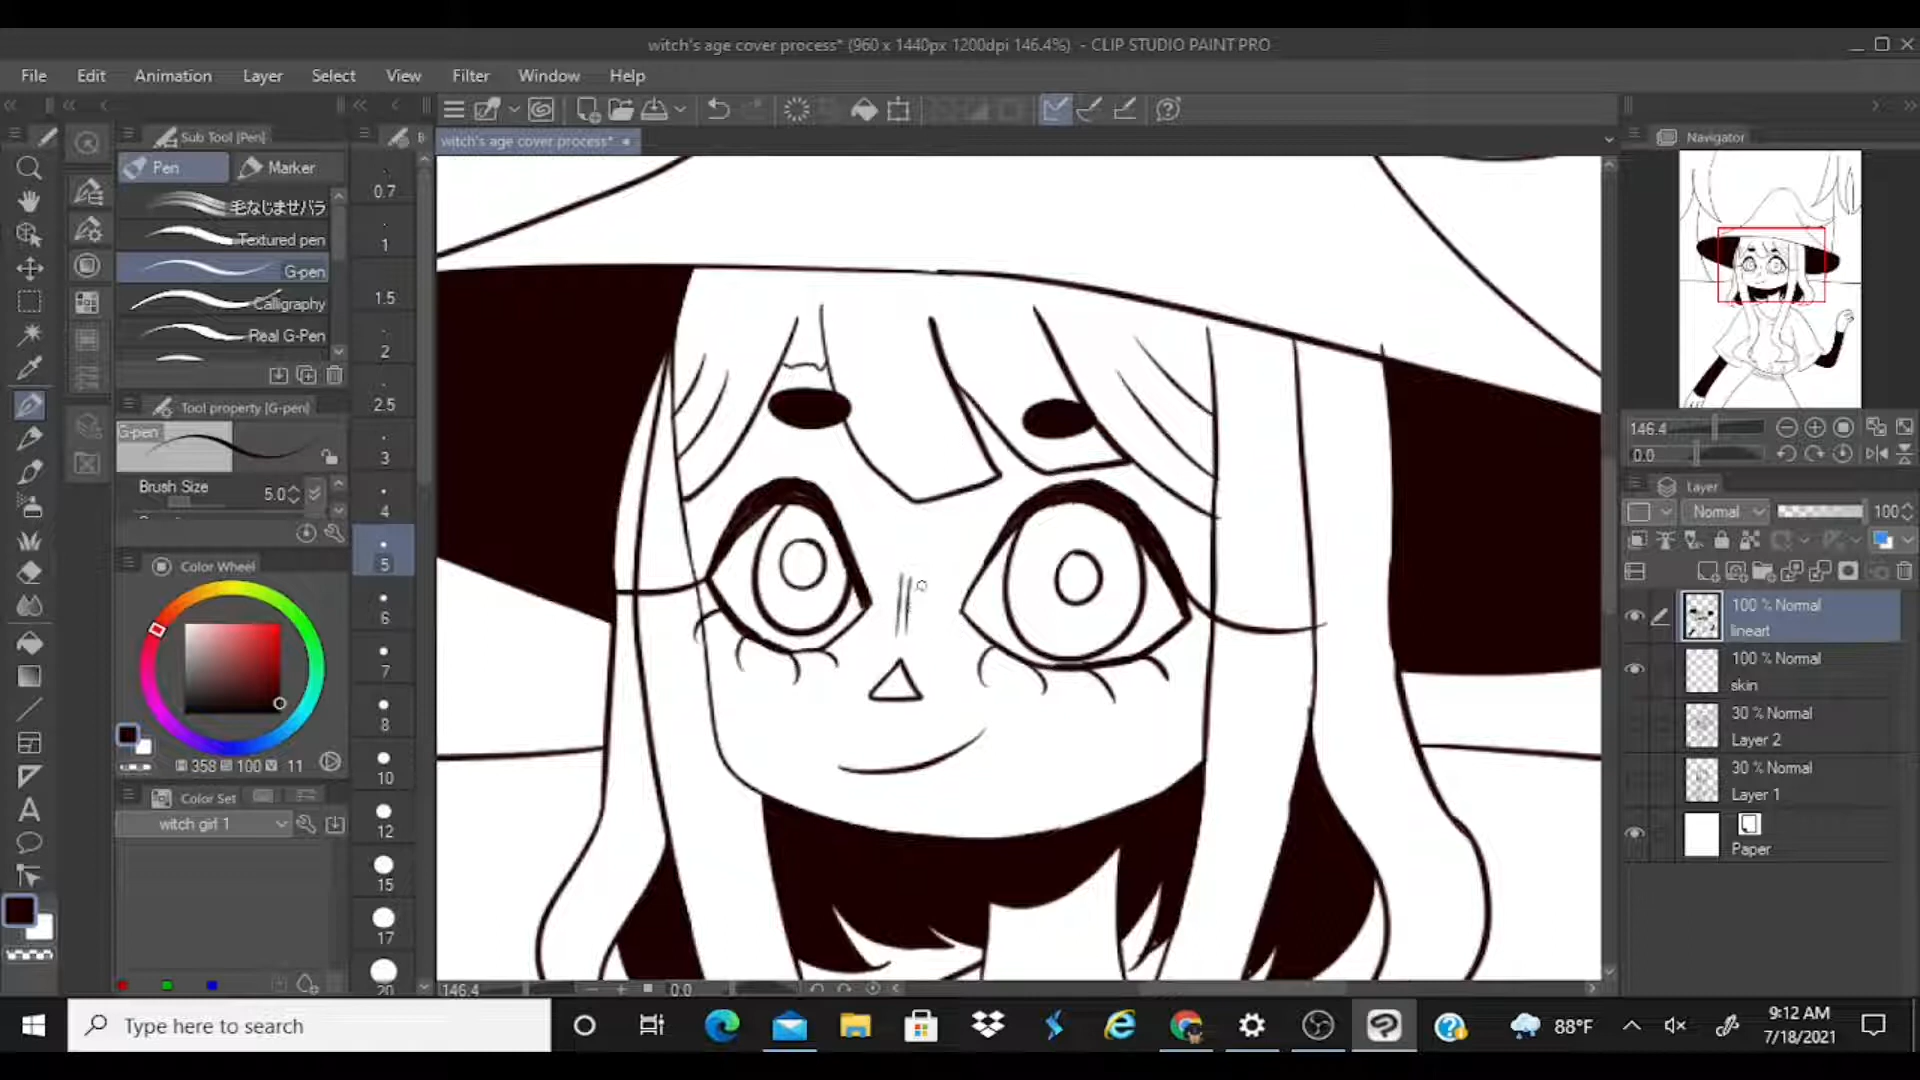 witch's age cover process* (960 x 1440px 1200dpi 146.4%)  - CLIP STUDIO PAINT PRO
File Edit Animation Layer Select View Filter Window Help
Sub Tool [Pen]
B
witch's age cover process*
Navigator
Pen Marker
0.7
毛なじませバラ
Textured pen
1
G-pen
1.5
Calligraphy
Real G-Pen
2
2.5
Tool property [G-pen]
146.4
G-pen
3
0.0
Brush Size 5.0
Layer
4
Normal 100
5
Color Wheel
100 % Normal
lineart
6
100 % Normal
skin
7
30 % Normal
Layer 2
8
358 100 11
30 % Normal
Layer 1
10
Color Set
witch girl 1
12
Paper
15
17
20
146.4 0.0
Type here to search
88°F
9:12 AM
7/18/2021